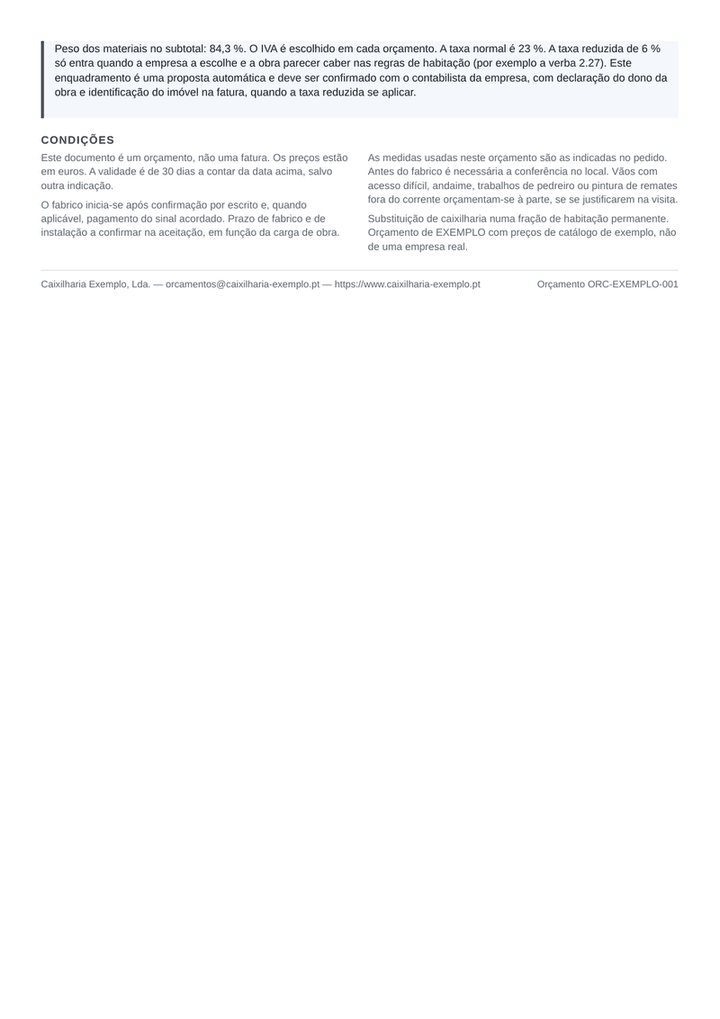 Peso dos materiais no subtotal: 84,3 %. O IVA é escolhido em cada orçamento. A taxa normal é 23 %. A taxa reduzida de 6 %
só entra quando a empresa a escolhe e a obra parecer caber nas regras de habitação (por exemplo a verba 2.27). Este
enquadramento é uma proposta automática e deve ser confirmado com o contabilista da empresa, com declaração do dono da
obra e identificação do imóvel na fatura, quando a taxa reduzida se aplicar.
CONDIÇÕES
Este documento é um orçamento, não uma fatura. Os preços estão
em euros. A validade é de 30 dias a contar da data acima, salvo
outra indicação.
O fabrico inicia-se após confirmação por escrito e, quando
aplicável, pagamento do sinal acordado. Prazo de fabrico e de
instalação a confirmar na aceitação, em função da carga de obra.
As medidas usadas neste orçamento são as indicadas no pedido.
Antes do fabrico é necessária a conferência no local. Vãos com
acesso difícil, andaime, trabalhos de pedreiro ou pintura de remates
fora do corrente orçamentam-se à parte, se se justificarem na visita.
Substituição de caixilharia numa fração de habitação permanente.
Orçamento de EXEMPLO com preços de catálogo de exemplo, não
de uma empresa real.
Caixilharia Exemplo, Lda. — orcamentos@caixilharia-exemplo.pt — https://www.caixilharia-exemplo.pt
Orçamento ORC-EXEMPLO-001